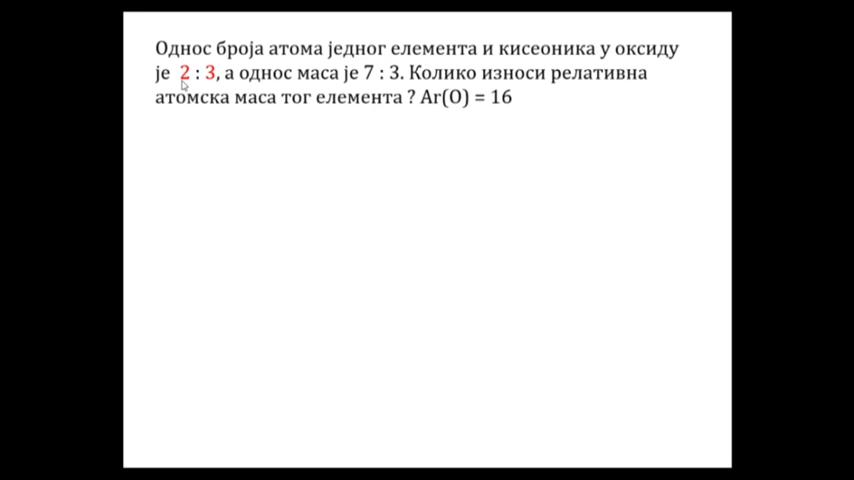 Однос броја атома једног елемента и кисеоника у оксиду
је 2 : 3, а однос маса је 7 : 3. Колико износи релативна
атомска маса тог елемента ? Ar(O) = 16